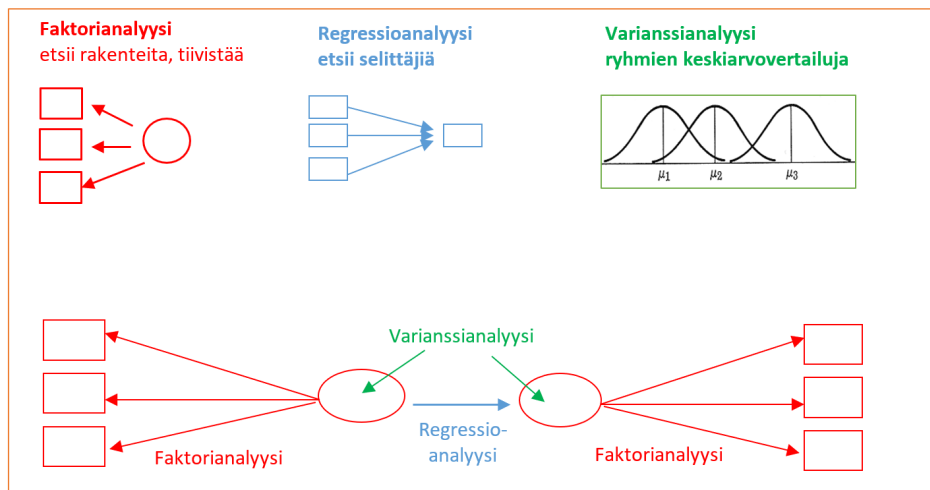 Faktorianalyysi
etsii rakenteita, tiivistää
Regressioanalyysi
etsii selittäjiä
Varianssianalyysi
ryhmien keskiarvovertailuja
μ1 μ2 μ3
Varianssianalyysi
Faktorianalyysi
Regressio-
analyysi
Faktorianalyysi